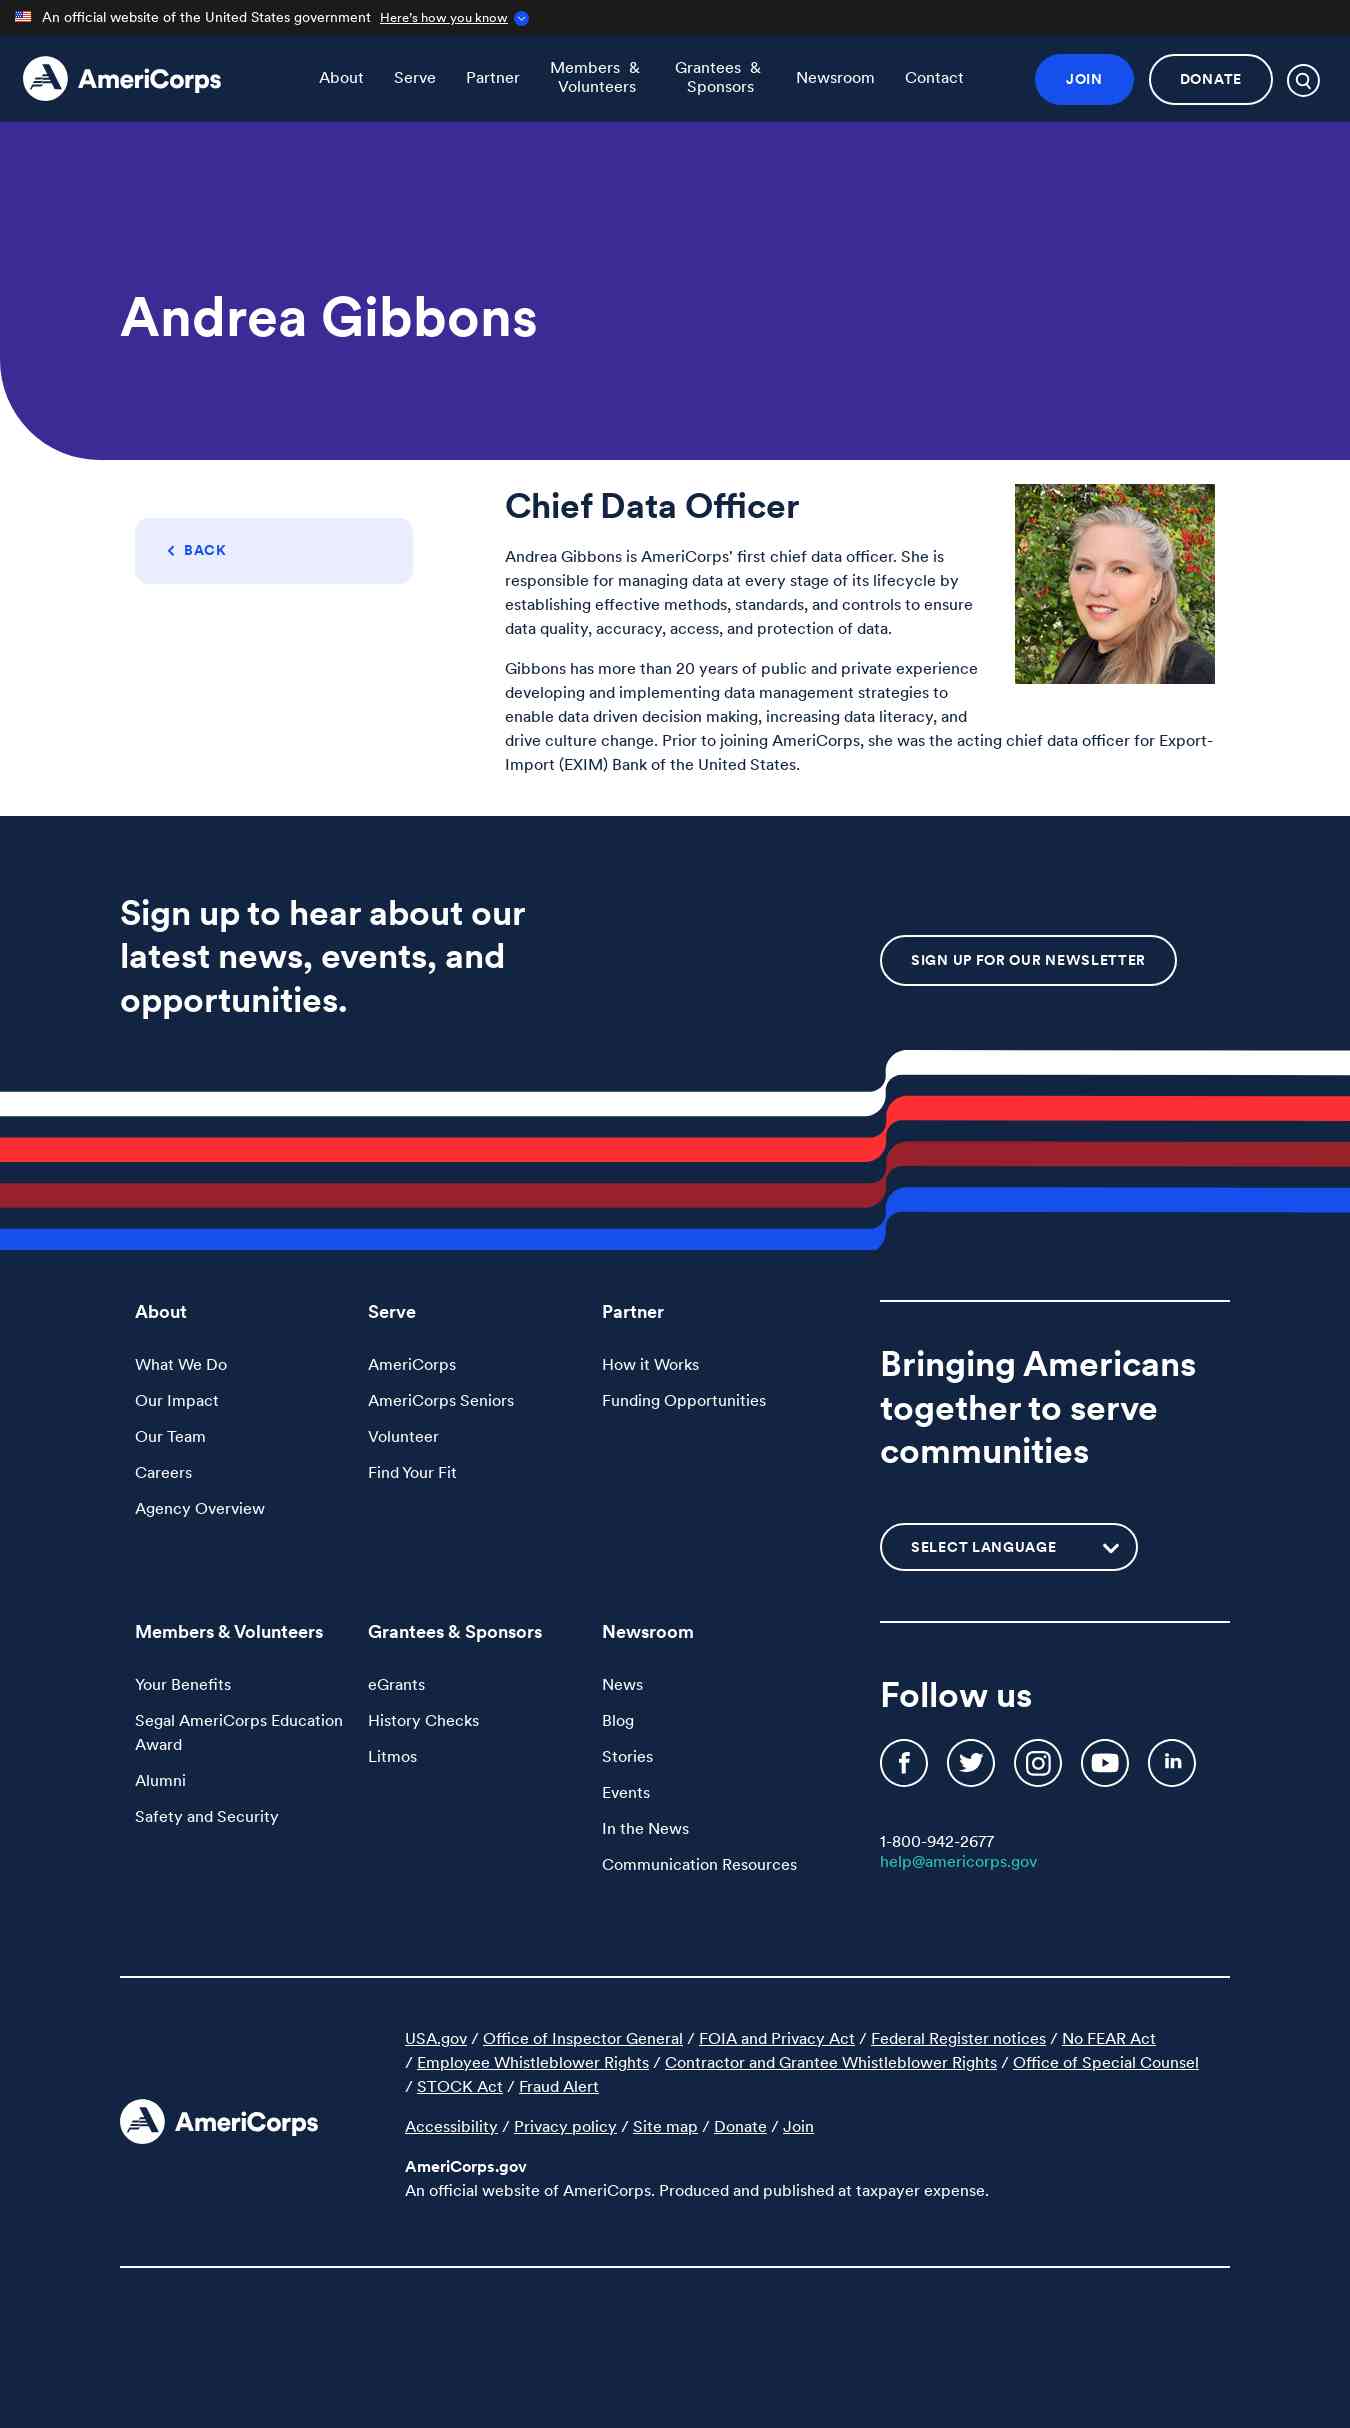 An official website of the United States government Here's how you know
AmeriCorps
About
Serve
Partner
Members &
Volunteers
Grantees &
Sponsors
Newsroom
Contact
JOIN
DONATE
Andrea Gibbons
BACK
Chief Data Officer
Andrea Gibbons is AmeriCorps' first chief data officer. She is
responsible for managing data at every stage of its lifecycle by
establishing effective methods, standards, and controls to ensure
data quality, accuracy, access, and protection of data.
Gibbons has more than 20 years of public and private experience
developing and implementing data management strategies to
enable data driven decision making, increasing data literacy, and
drive culture change. Prior to joining AmeriCorps, she was the acting chief data officer for Export-
Import (EXIM) Bank of the United States.
Sign up to hear about our
latest news, events, and
opportunities.
SIGN UP FOR OUR NEWSLETTER
About
What We Do
Our Impact
Our Team
Careers
Agency Overview
Serve
AmeriCorps
AmeriCorps Seniors
Volunteer
Find Your Fit
Partner
How it Works
Funding Opportunities
Bringing Americans
together to serve
communities
SELECT LANGUAGE
Members & Volunteers
Your Benefits
Segal AmeriCorps Education
Award
Alumni
Safety and Security
Grantees & Sponsors
eGrants
History Checks
Litmos
Newsroom
News
Blog
Stories
Events
In the News
Communication Resources
Follow us
1-800-942-2677
help@americorps.gov
AmeriCorps
USA.gov / Office of Inspector General / FOIA and Privacy Act / Federal Register notices / No FEAR Act
/ Employee Whistleblower Rights / Contractor and Grantee Whistleblower Rights / Office of Special Counsel
/ STOCK Act / Fraud Alert
Accessibility / Privacy policy / Site map / Donate / Join
AmeriCorps.gov
An official website of AmeriCorps. Produced and published at taxpayer expense.